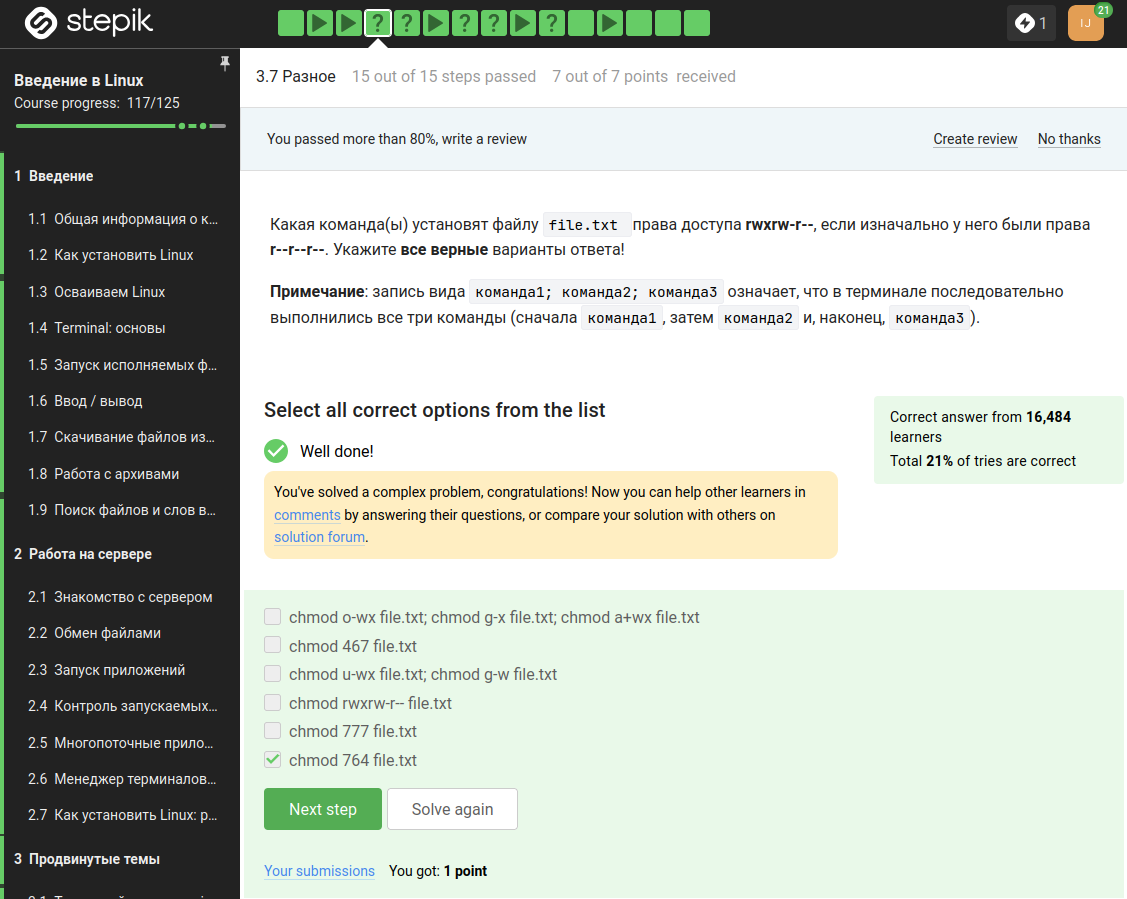 stepik
? ? ? ? ?
1
IJ
21
Введение в Linux
Course progress: 117/125
1 Введение
1.1 Общая информация о к...
1.2 Как установить Linux
1.3 Осваиваем Linux
1.4 Terminal: основы
1.5 Запуск исполняемых ф...
1.6 Ввод / вывод
1.7 Скачивание файлов из...
1.8 Работа с архивами
1.9 Поиск файлов и слов в...
2 Работа на сервере
2.1 Знакомство с сервером
2.2 Обмен файлами
2.3 Запуск приложений
2.4 Контроль запускаемых...
2.5 Многопоточные прило...
2.6 Менеджер терминалов...
2.7 Как установить Linux: р...
3 Продвинутые темы
3.7 Разное 15 out of 15 steps passed 7 out of 7 points received
You passed more than 80%, write a review
Create review No thanks
Какая команда(ы) установят файлу file.txt права доступа rwxrw-r--, если изначально у него были права
r--r--r--. Укажите все верные варианты ответа!
Примечание: запись вида команда1; команда2; команда3 означает, что в терминале последовательно
выполнились все три команды (сначала команда1, затем команда2 и, наконец, команда3).
Select all correct options from the list
Well done!
You've solved a complex problem, congratulations! Now you can help other learners in
comments by answering their questions, or compare your solution with others on
solution forum.
Correct answer from 16,484
learners
Total 21% of tries are correct
chmod o-wx file.txt; chmod g-x file.txt; chmod a+wx file.txt
chmod 467 file.txt
chmod u-wx file.txt; chmod g-w file.txt
chmod rwxrw-r-- file.txt
chmod 777 file.txt
chmod 764 file.txt
Next step
Solve again
Your submissions You got: 1 point